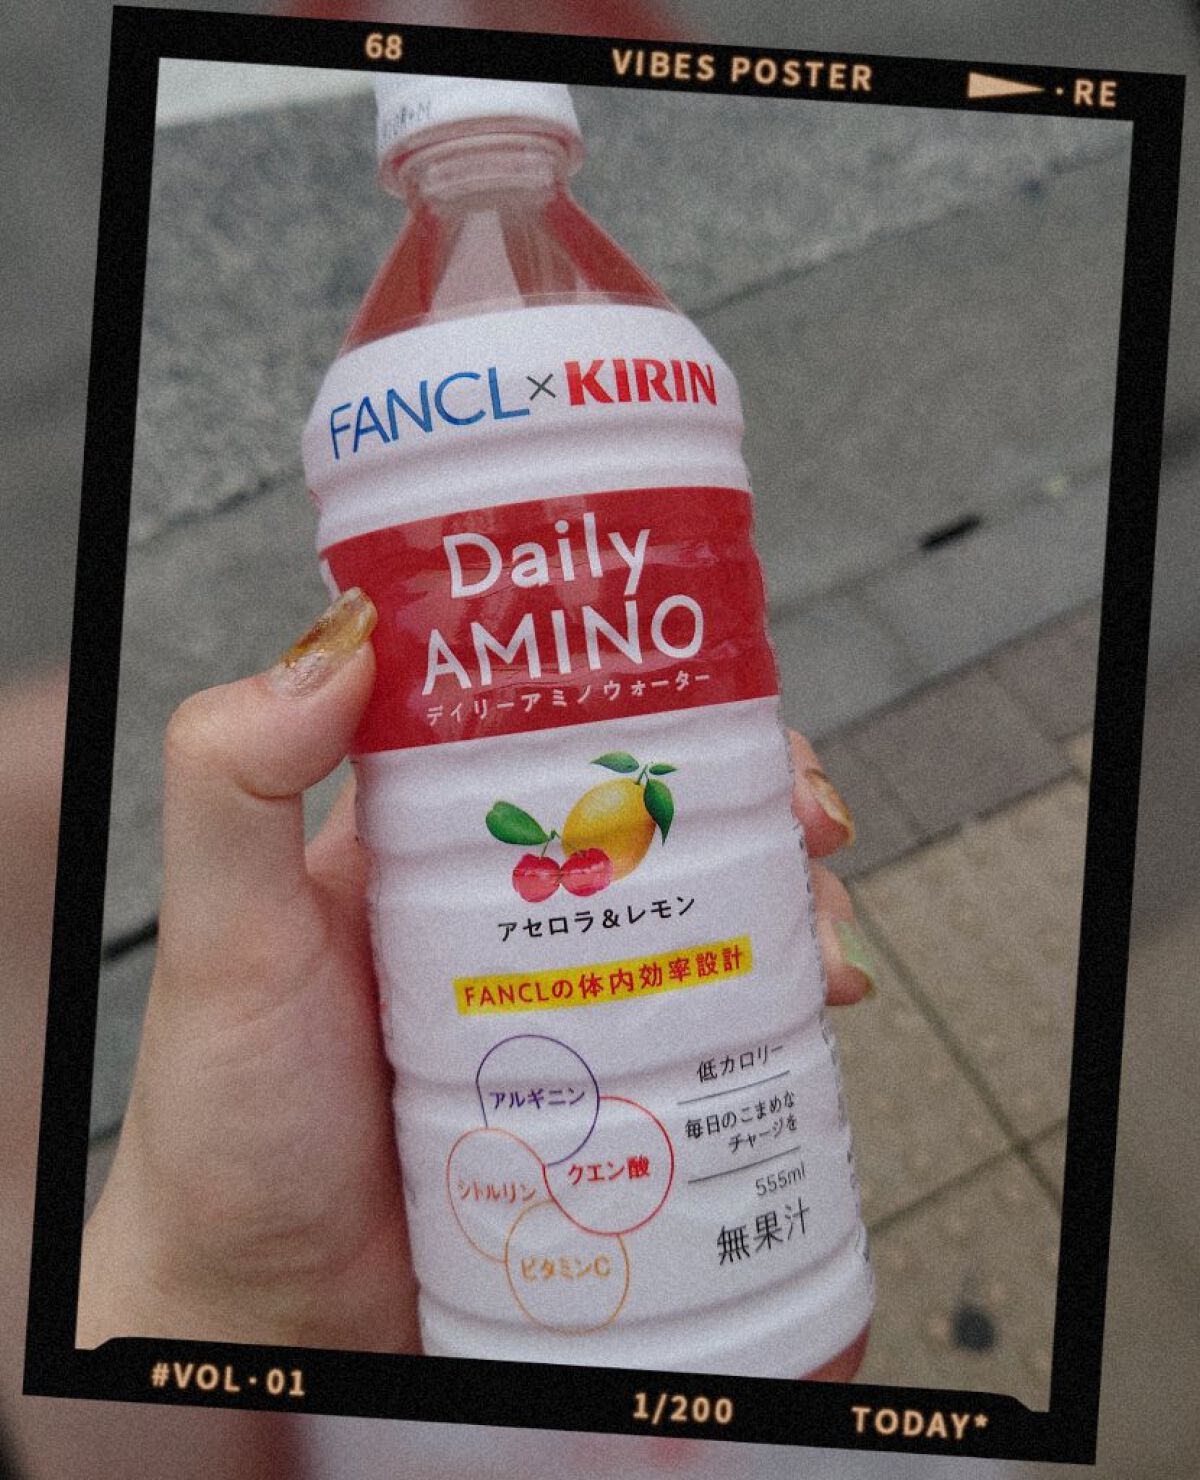 68 VIBES POSTER ·RE
FANCL×KIRIN
Daily
AMINO
デイリーアミノウォーター
アセロラ&レモン
FANCLの体内効率設計
アルギニン
クエン酸
シトルリン
ビタミンC
低カロリー
毎日のこまめな
チャージを
555ml
無果汁
#VOL·01 1/200 TODAY*